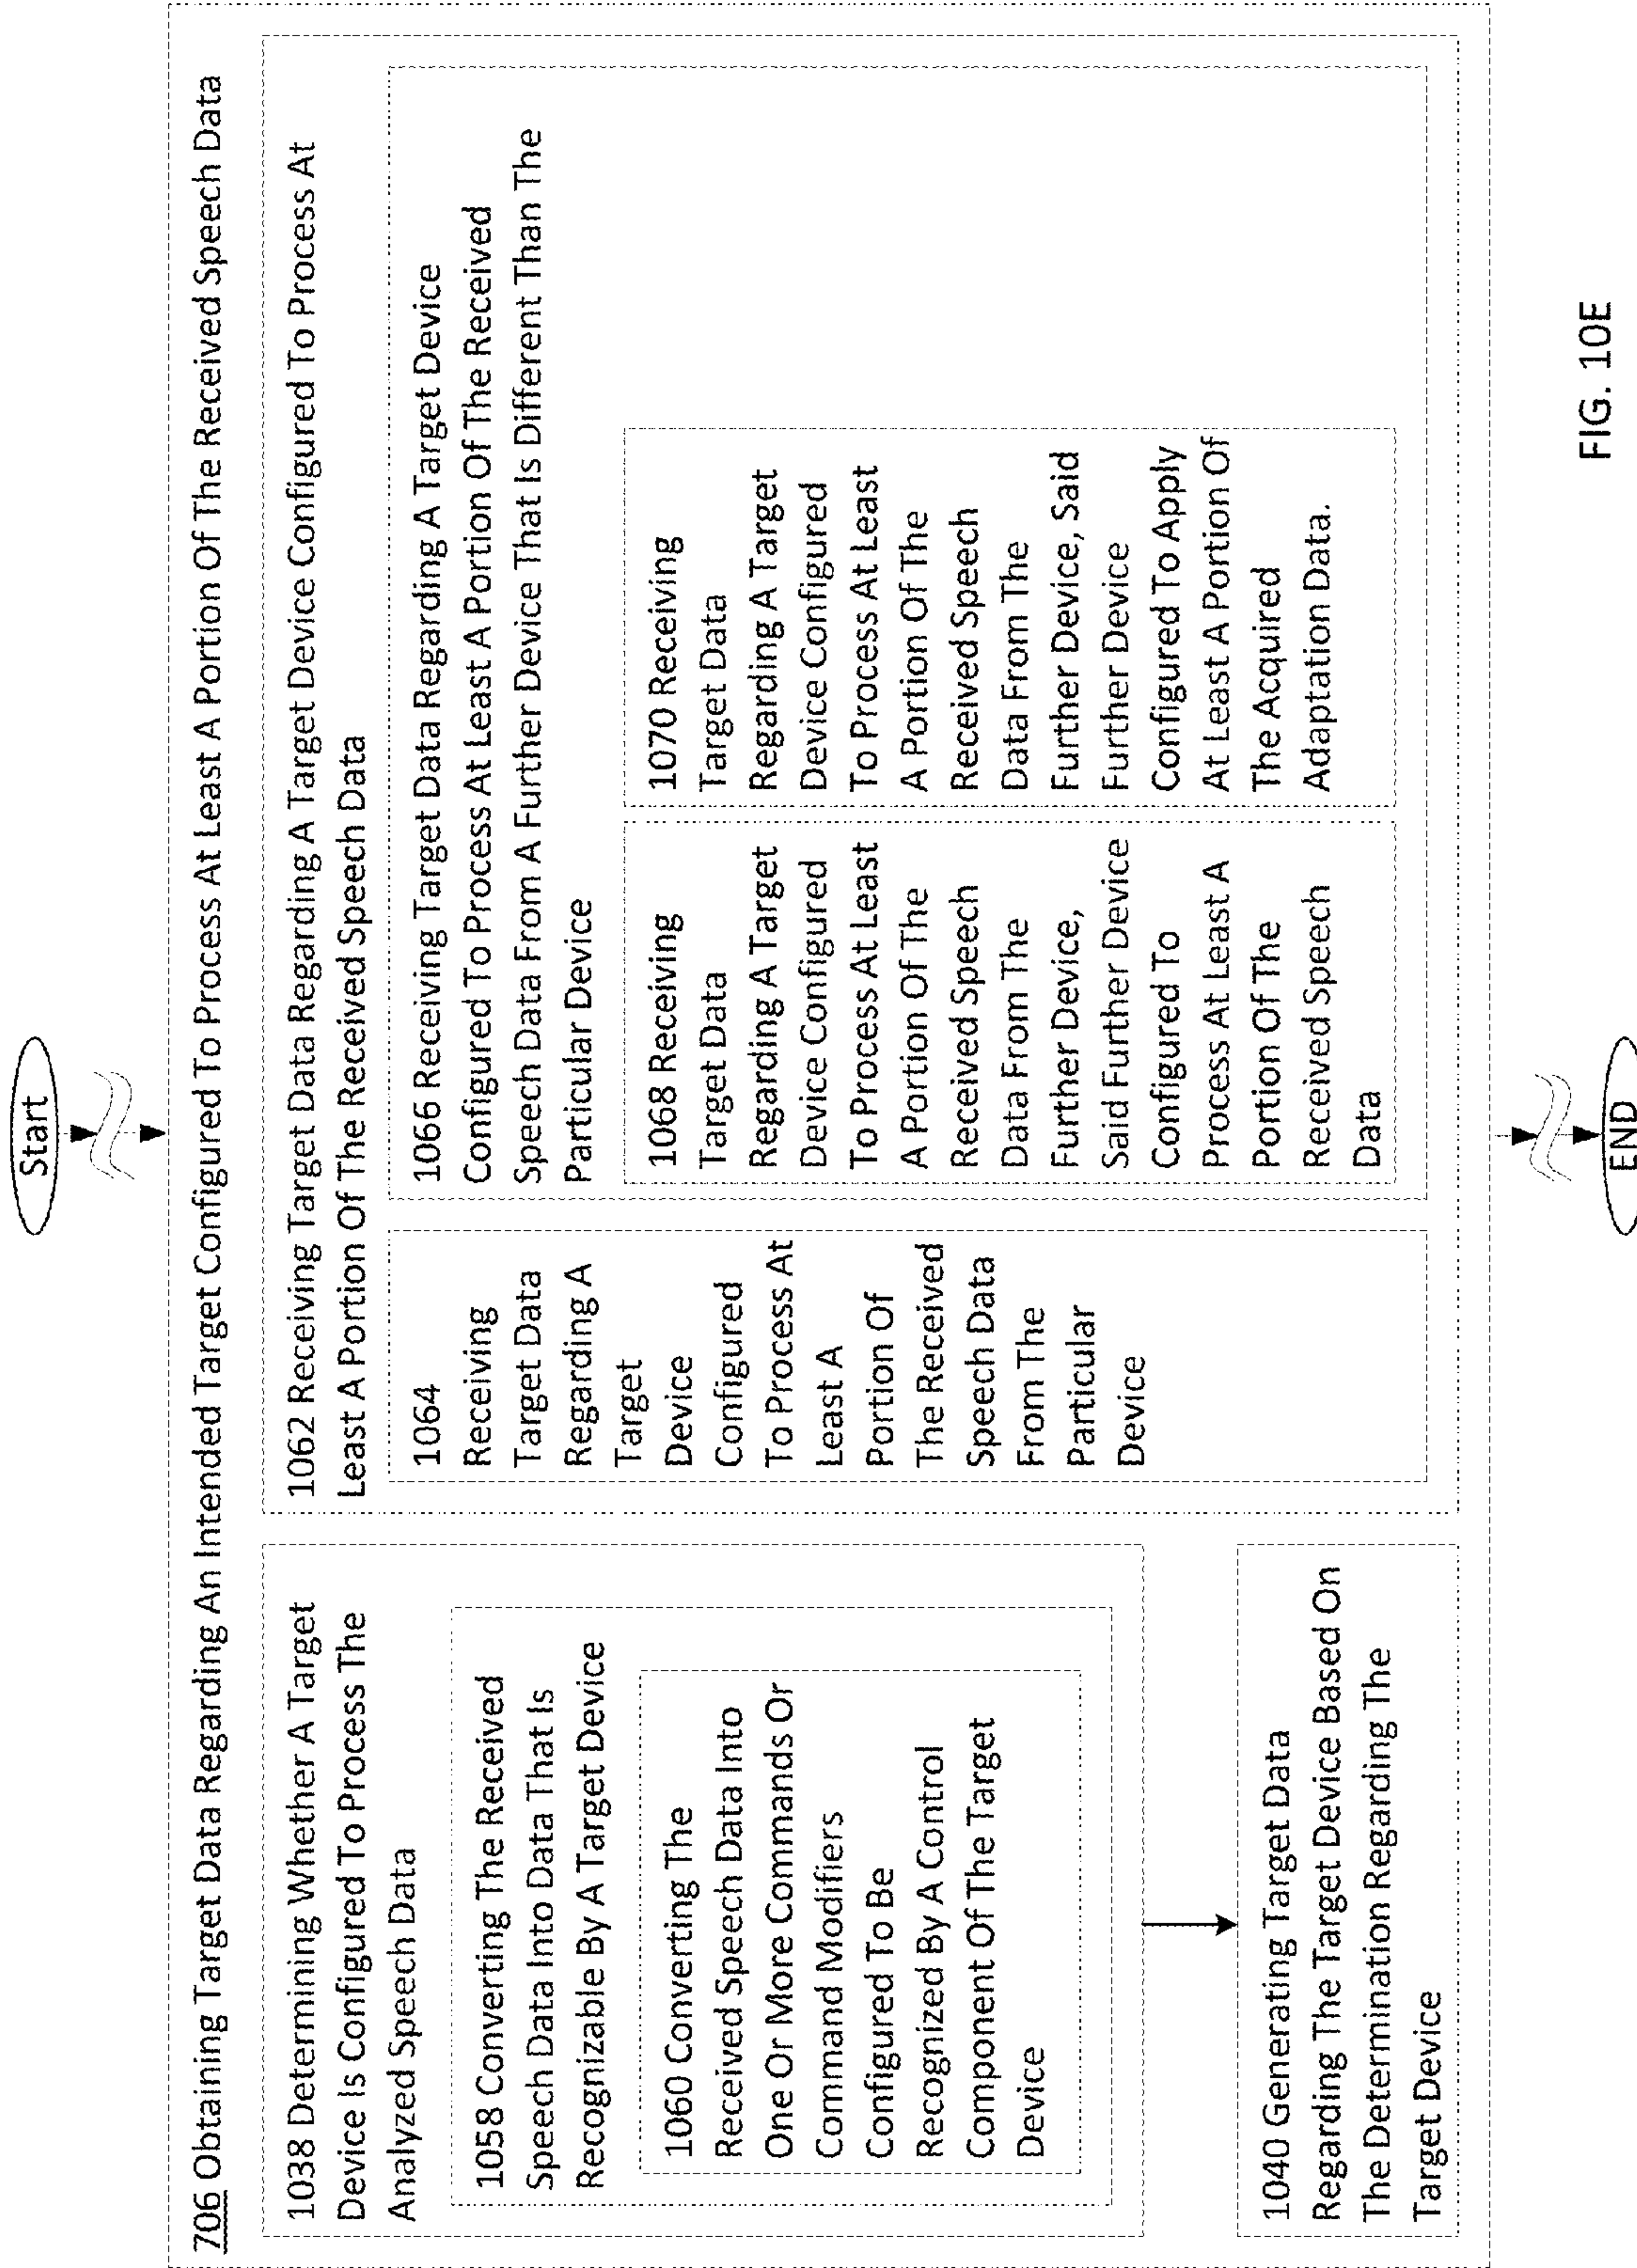 Start
706 Obtaining Target Data Regarding An Intended Target Configured To Process At Least A Portion Of The Received Speech Data
1038 Determining Whether A Target
Device Is Configured To Process The
Analyzed Speech Data
1058 Converting The Received
Speech Data Into Data That Is
Recognizable By A Target Device
1060 Converting The
Received Speech Data Into
One Or More Commands Or
Command Modifiers
Configured To Be
Recognized By A Control
Component Of The Target
Device
1040 Generating Target Data
Regarding The Target Device Based On
The Determination Regarding The
Target Device
1062 Receiving Target Data Regarding A Target Device Configured To Process At
Least A Portion Of The Received Speech Data
1064
Receiving
Target Data
Regarding A
Target
Device
Configured
To Process At
Least A
Portion Of
The Received
Speech Data
From The
Particular
Device
1066 Receiving Target Data Regarding A Target Device
Configured To Process At Least A Portion Of The Received
Speech Data From A Further Device That Is Different Than The
Particular Device
1068 Receiving
Target Data
Regarding A Target
Device Configured
To Process At Least
A Portion Of The
Received Speech
Data From The
Further Device,
Said Further Device
Configured To
Process At Least A
Portion Of The
Received Speech
Data
1070 Receiving
Target Data
Regarding A Target
Device Configured
To Process At Least
A Portion Of The
Received Speech
Data From The
Further Device, Said
Further Device
Configured To Apply
At Least A Portion Of
The Acquired
Adaptation Data.
END
FIG. 10E